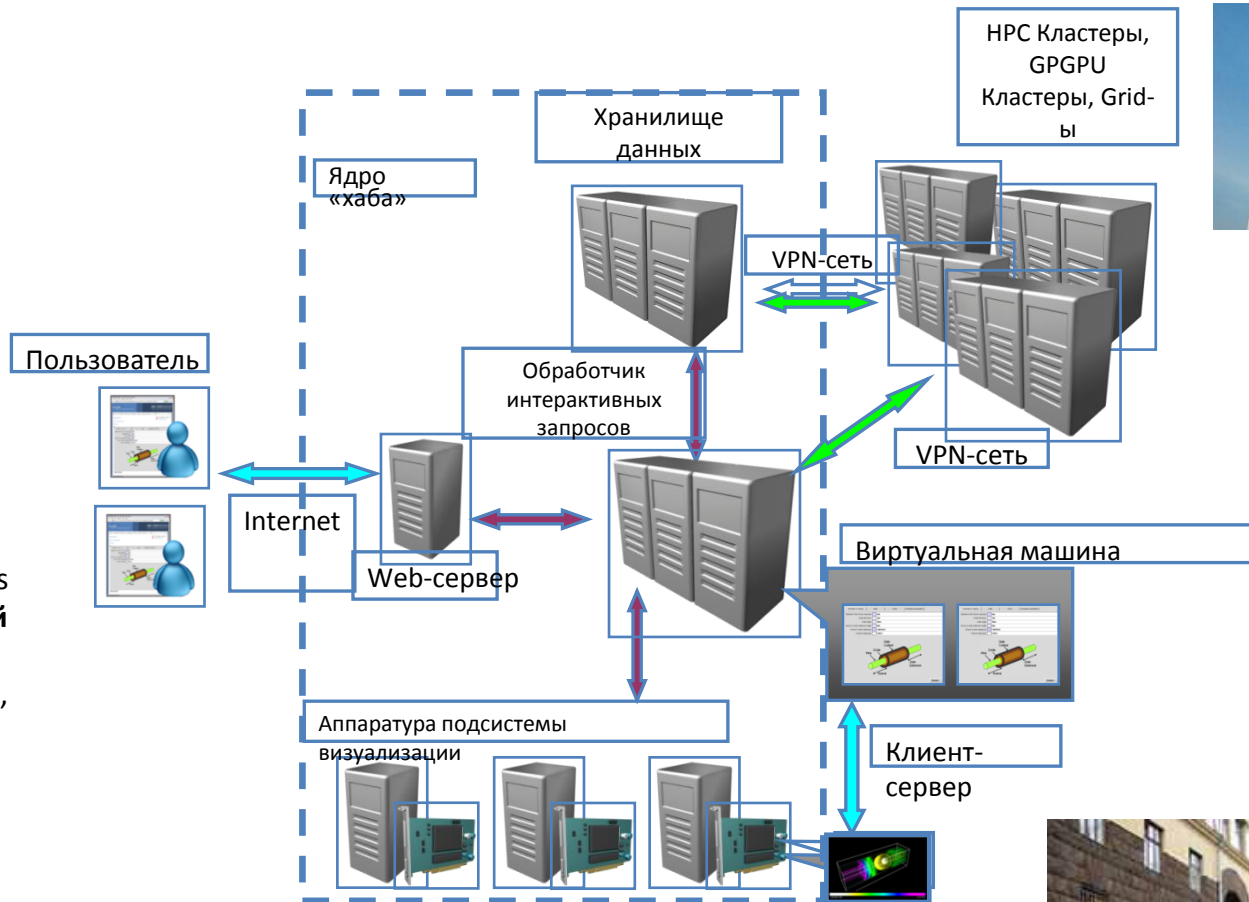 HPC Кластеры,
GPGPU
Кластеры, Grid-
ы
Хранилище
данных
Ядро
«хаба»
VPN-сеть
Пользователь
Обработчик
интерактивных
запросов
VPN-сеть
Internet
Web-сервер
Виртуальная машина
s
й
,
Аппаратура подсистемы
визуализации
Клиент-
сервер